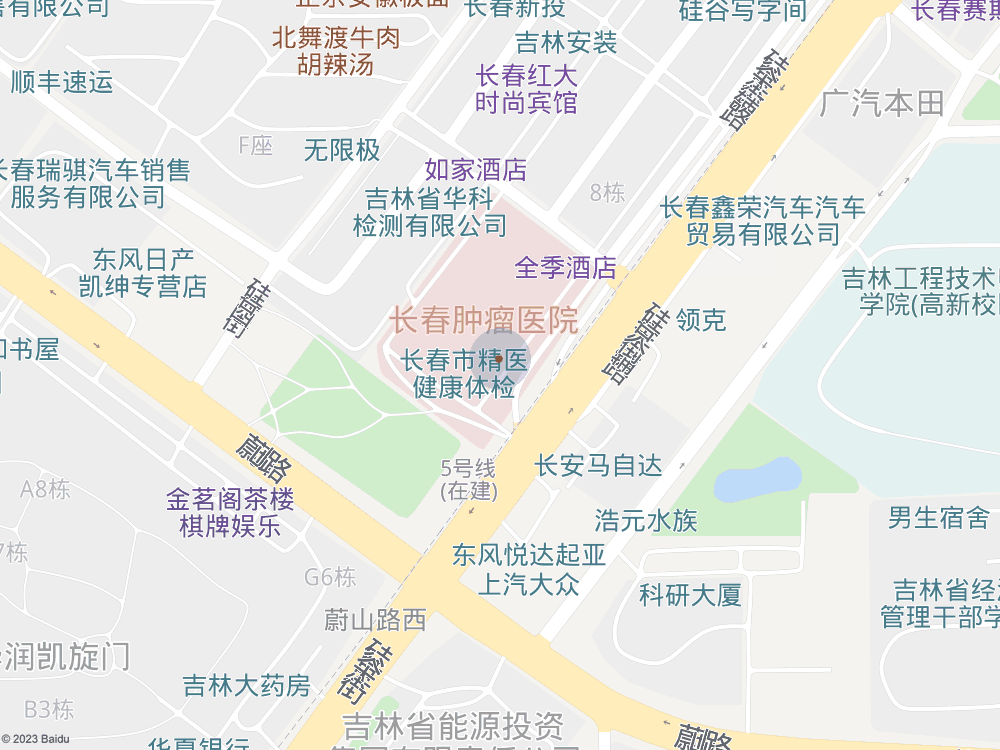 长春新投
硅谷写字间
北舞渡牛肉
胡辣汤
吉林安装
长春红大
时尚宾馆
顺丰速运
广汽本田
F座
无限极
如家酒店
长春瑞骐汽车销售
服务有限公司
吉林省华科
检测有限公司
8栋
长春鑫荣汽车汽车
贸易有限公司
东风日产
凯绅专营店
全季酒店
吉林工程技术
学院(高新校
长春肿瘤医院
领克
和书屋
长春市精医
健康体检
蔚山路
5号线
(在建)
长安马自达
A8栋
金茗阁茶楼
棋牌娱乐
浩元水族
男生宿舍
7栋
东风悦达起亚
上汽大众
G6栋
科研大厦
吉林省经济
管理干部学
蔚山路西
硅谷大街
润凯旋门
吉林大药房
B3栋
吉林省能源投资
© 2023 Baidu
华夏银行